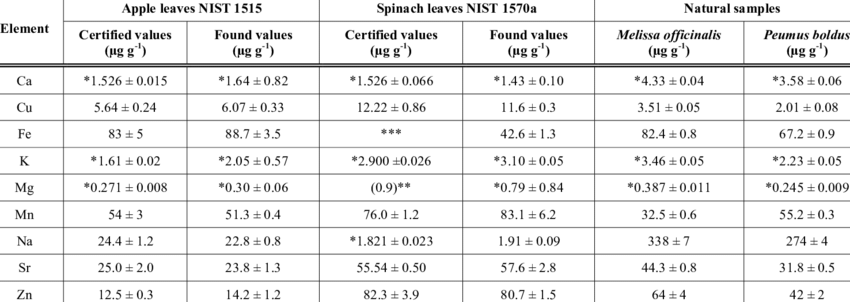 Element | Apple leaves NIST 1515 | Spinach leaves NIST 1570a | Natural samples
Certified values (µg g-1) | Found values (µg g-1) | Certified values (µg g-1) | Found values (µg g-1) | Melissa officinalis (µg g-1) | Peumus boldus (µg g-1)
Ca | *1.526 ± 0.015 | *1.64 ± 0.82 | *1.526 ± 0.066 | *1.43 ± 0.10 | *4.33 ± 0.04 | *3.58 ± 0.06
Cu | 5.64 ± 0.24 | 6.07 ± 0.33 | 12.22 ± 0.86 | 11.6 ± 0.3 | 3.51 ± 0.05 | 2.01 ± 0.08
Fe | 83 ± 5 | 88.7 ± 3.5 | *** | 42.6 ± 1.3 | 82.4 ± 0.8 | 67.2 ± 0.9
K | *1.61 ± 0.02 | *2.05 ± 0.57 | *2.900 ±0.026 | *3.10 ± 0.05 | *3.46 ± 0.05 | *2.23 ± 0.05
Mg | *0.271 ± 0.008 | *0.30 ± 0.06 | (0.9)** | *0.79 ± 0.84 | *0.387 ± 0.011 | *0.245 ± 0.009
Mn | 54 ± 3 | 51.3 ± 0.4 | 76.0 ± 1.2 | 83.1 ± 6.2 | 32.5 ± 0.6 | 55.2 ± 0.3
Na | 24.4 ± 1.2 | 22.8 ± 0.8 | *1.821 ± 0.023 | 1.91 ± 0.09 | 338 ± 7 | 274 ± 4
Sr | 25.0 ± 2.0 | 23.8 ± 1.3 | 55.54 ± 0.50 | 57.6 ± 2.8 | 44.3 ± 0.8 | 31.8 ± 0.5
Zn | 12.5 ± 0.3 | 14.2 ± 1.2 | 82.3 ± 3.9 | 80.7 ± 1.5 | 64 ± 4 | 42 ± 2